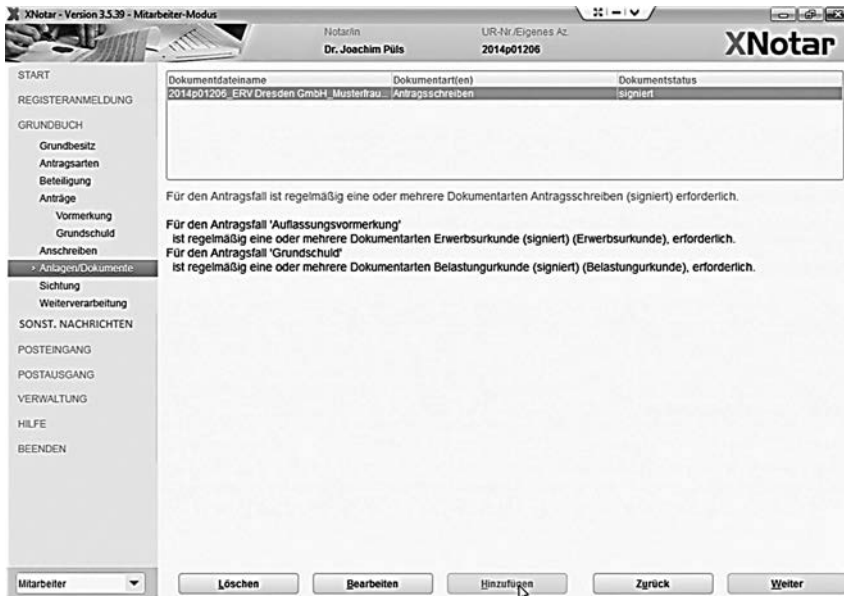 XNotar - Version 3.5.39 - Mitarbeiter-Modus
Notar/in UR-Nr./Eigenes Az.
Dr. Joachim Püls 2014p01206
XNotar
START
REGISTERANMELDUNG
GRUNDBUCH
Grundbesitz
Antragsarten
Beteiligung
Anträge
Vormerkung
Grundschuld
Anschreiben
Anlagen/Dokumente
Sichtung
Weiterverarbeitung
SONST. NACHRICHTEN
POSTEINGANG
POSTAUSGANG
VERWALTUNG
HILFE
BEENDEN
Mitarbeiter
Dokumentdateiname Dokumentart(en) Dokumentstatus
2014p01206_ERV Dresden GmbH_Musterfrau... Antragsschreiben signiert
Für den Antragsfall ist regelmäßig eine oder mehrere Dokumentarten Antragsschreiben (signiert) erforderlich.
Für den Antragsfall 'Auflassungsvormerkung'
ist regelmäßig eine oder mehrere Dokumentarten Erwerbsurkunde (signiert) (Erwerbsurkunde), erforderlich.
Für den Antragsfall 'Grundschuld'
ist regelmäßig eine oder mehrere Dokumentarten Belastungurkunde (signiert) (Belastungurkunde), erforderlich.
Löschen Bearbeiten Hinzufügen Zurück Weiter